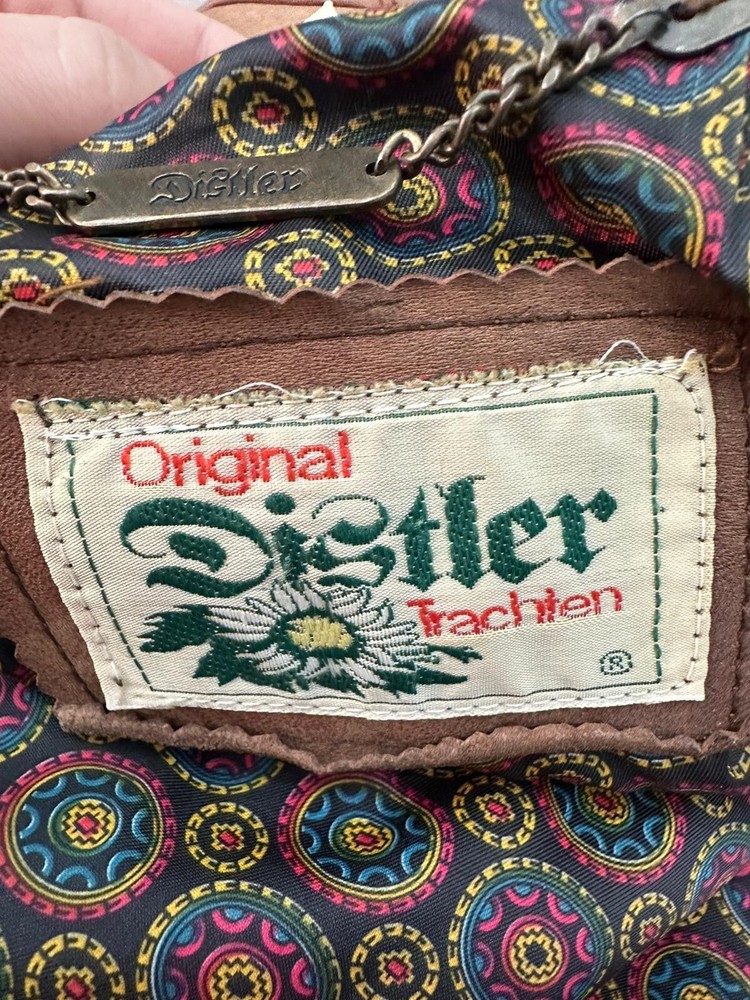 Distler
Original
Distler
Trachten
®